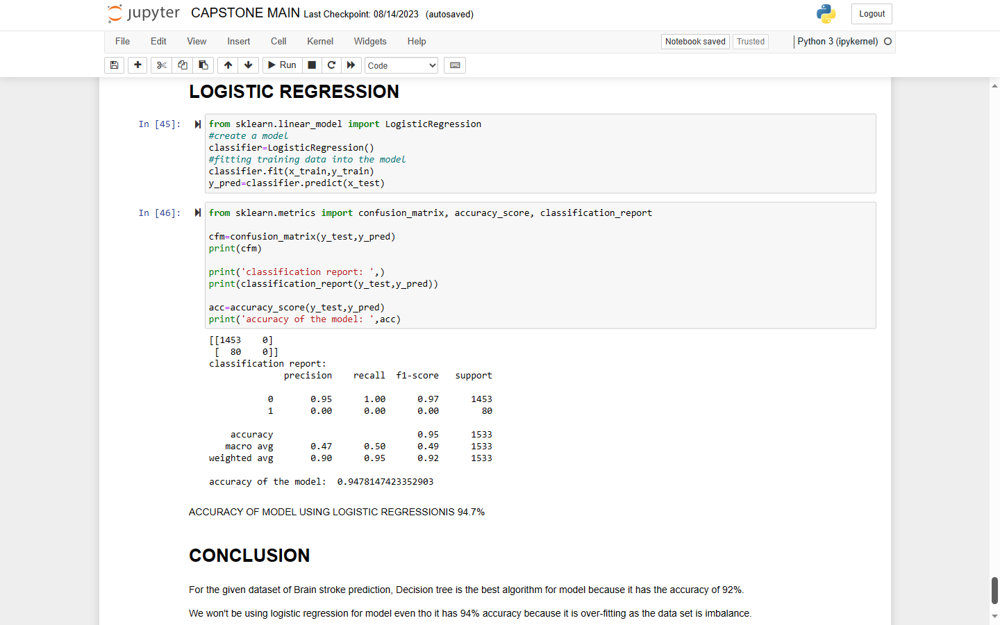 jupyter CAPSTONE MAIN Last Checkpoint: 08/14/2023 (autosaved) Logout
File Edit View Insert Cell Kernel Widgets Help Notebook saved Trusted Python 3 (ipykernel)
Run Code
LOGISTIC REGRESSION
In [45]: from sklearn.linear_model import LogisticRegression
#create a model
classifier=LogisticRegression()
#fitting training data into the model
classifier.fit(x_train,y_train)
y_pred=classifier.predict(x_test)
In [46]: from sklearn.metrics import confusion_matrix, accuracy_score, classification_report
cfm=confusion_matrix(y_test,y_pred)
print(cfm)
print('classification report: ',)
print(classification_report(y_test,y_pred))
acc=accuracy_score(y_test,y_pred)
print('accuracy of the model: ',acc)
[[1453    0]
 [  80    0]]
classification report:
              precision    recall  f1-score   support
           0       0.95      1.00      0.97      1453
           1       0.00      0.00      0.00        80
    accuracy                           0.95      1533
   macro avg       0.47      0.50      0.49      1533
weighted avg       0.90      0.95      0.92      1533
accuracy of the model:  0.9478147423352903
ACCURACY OF MODEL USING LOGISTIC REGRESSIONIS 94.7%
CONCLUSION
For the given dataset of Brain stroke prediction, Decision tree is the best algorithm for model because it has the accuracy of 92%.
We won't be using logistic regression for model even tho it has 94% accuracy because it is over-fitting as the data set is imbalance.